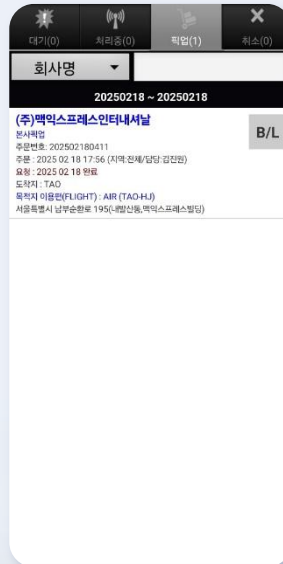 대기(0) 처리중(0) 픽업(1) 취소(0)
회사명
20250218 ~ 20250218
(주)맥익스프레스인터내셔날
본사픽업
B/L
주문번호: 202502180411
주문 : 2025 02 18 17:56 (지역:전체/담당:김진원)
요청 : 2025 02 18 완료
도착지 : TAO
목적지 이용편(FLIGHT) : AIR (TAO-HJ)
서울특별시 남부순환로 195(내발산동,맥익스프레스빌딩)